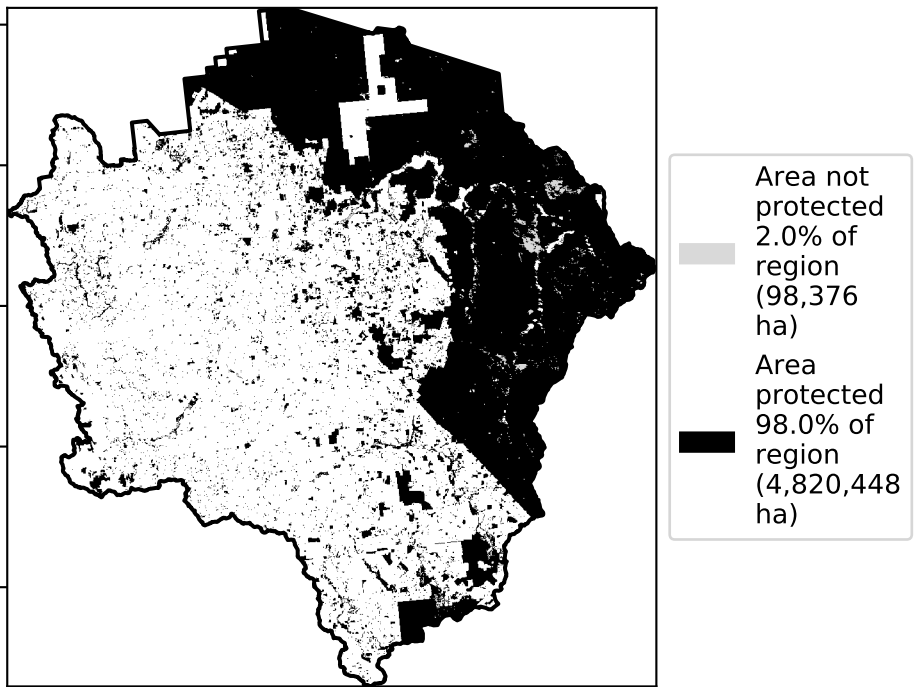 Area not
protected
2.0% of
region
(98,376
ha)
Area
protected
98.0% of
region
(4,820,448
ha)